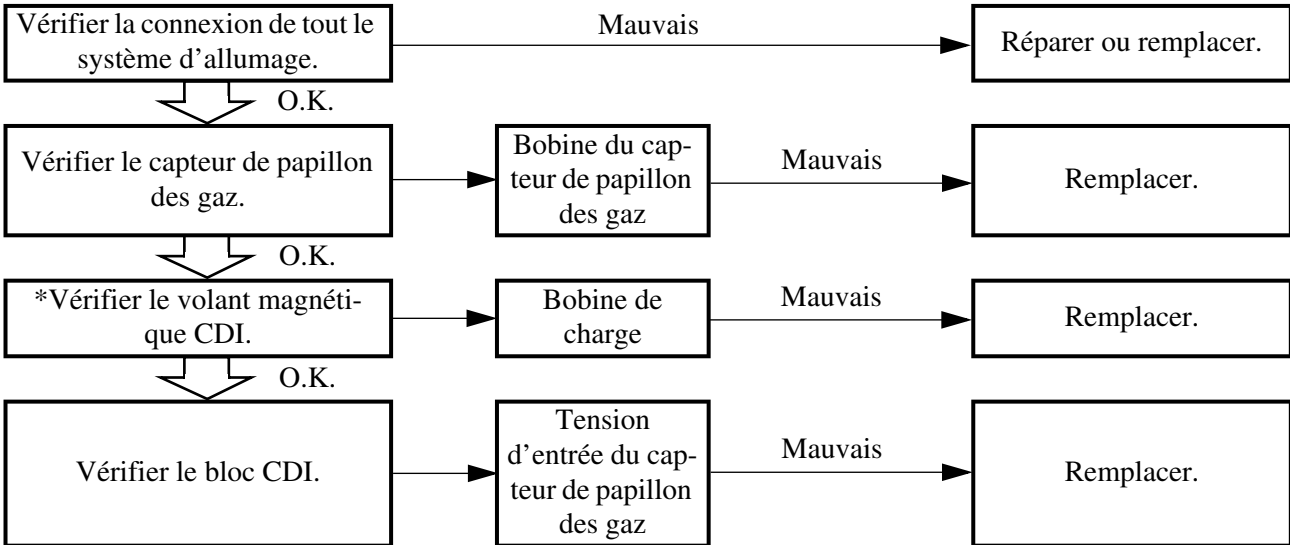 Vérifier la connexion de tout le
système d'allumage.
Mauvais
Réparer ou remplacer.
O.K.
Vérifier le capteur de papillon
des gaz.
Bobine du cap-
teur de papillon
des gaz
Mauvais
Remplacer.
O.K.
*Vérifier le volant magnéti-
que CDI.
Bobine de
charge
Mauvais
Remplacer.
O.K.
Vérifier le bloc CDI.
Tension
d'entrée du cap-
teur de papillon
des gaz
Mauvais
Remplacer.